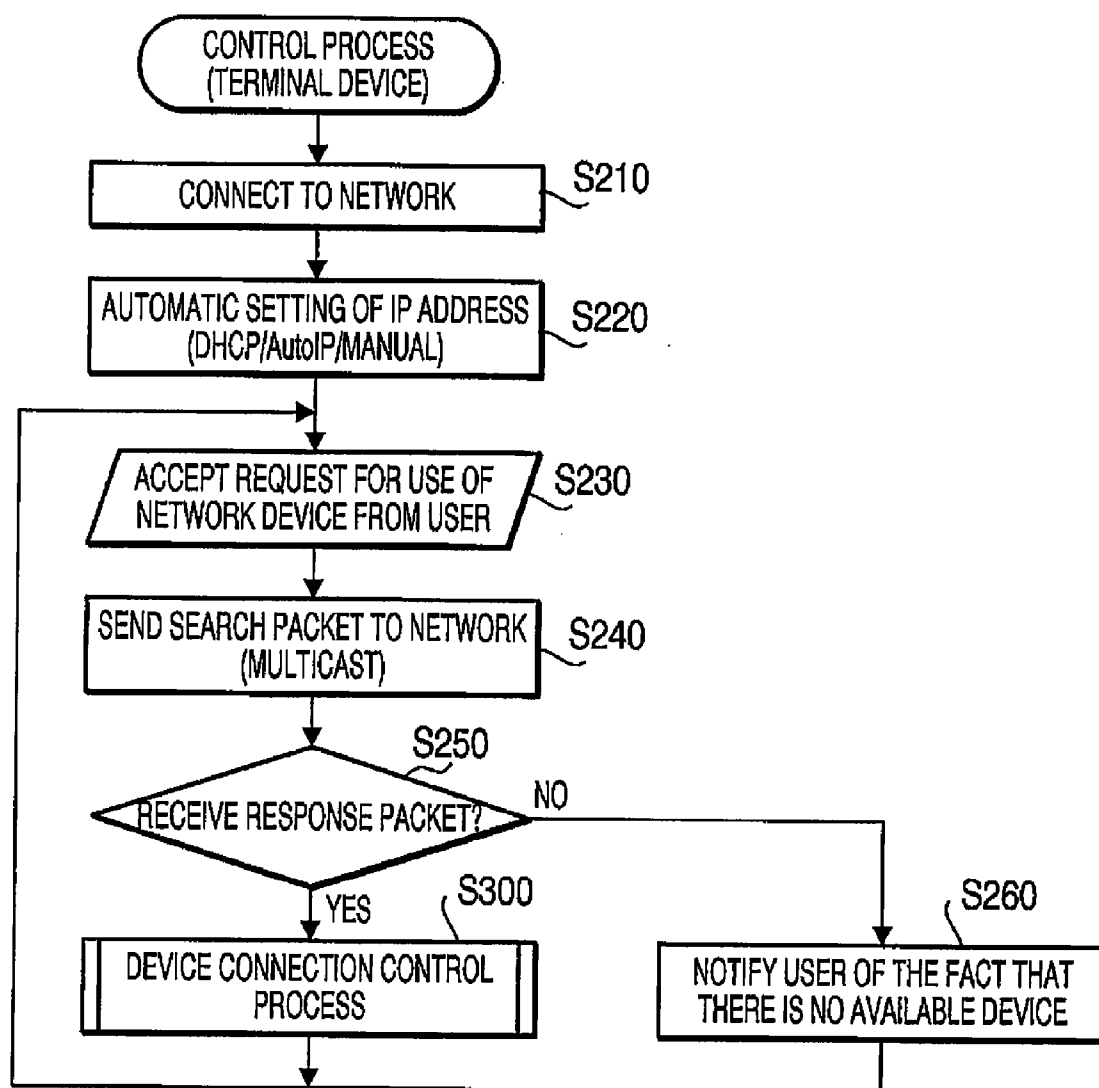 CONTROL PROCESS
(TERMINAL DEVICE)
CONNECT TO NETWORK
S210
AUTOMATIC SETTING OF IP ADDRESS
(DHCP/AutoIP/MANUAL)
S220
ACCEPT REQUEST FOR USE OF
NETWORK DEVICE FROM USER
S230
SEND SEARCH PACKET TO NETWORK
(MULTICAST)
S240
S250
RECEIVE RESPONSE PACKET?
NO
YES
S300
DEVICE CONNECTION CONTROL
PROCESS
S260
NOTIFY USER OF THE FACT THAT
THERE IS NO AVAILABLE DEVICE